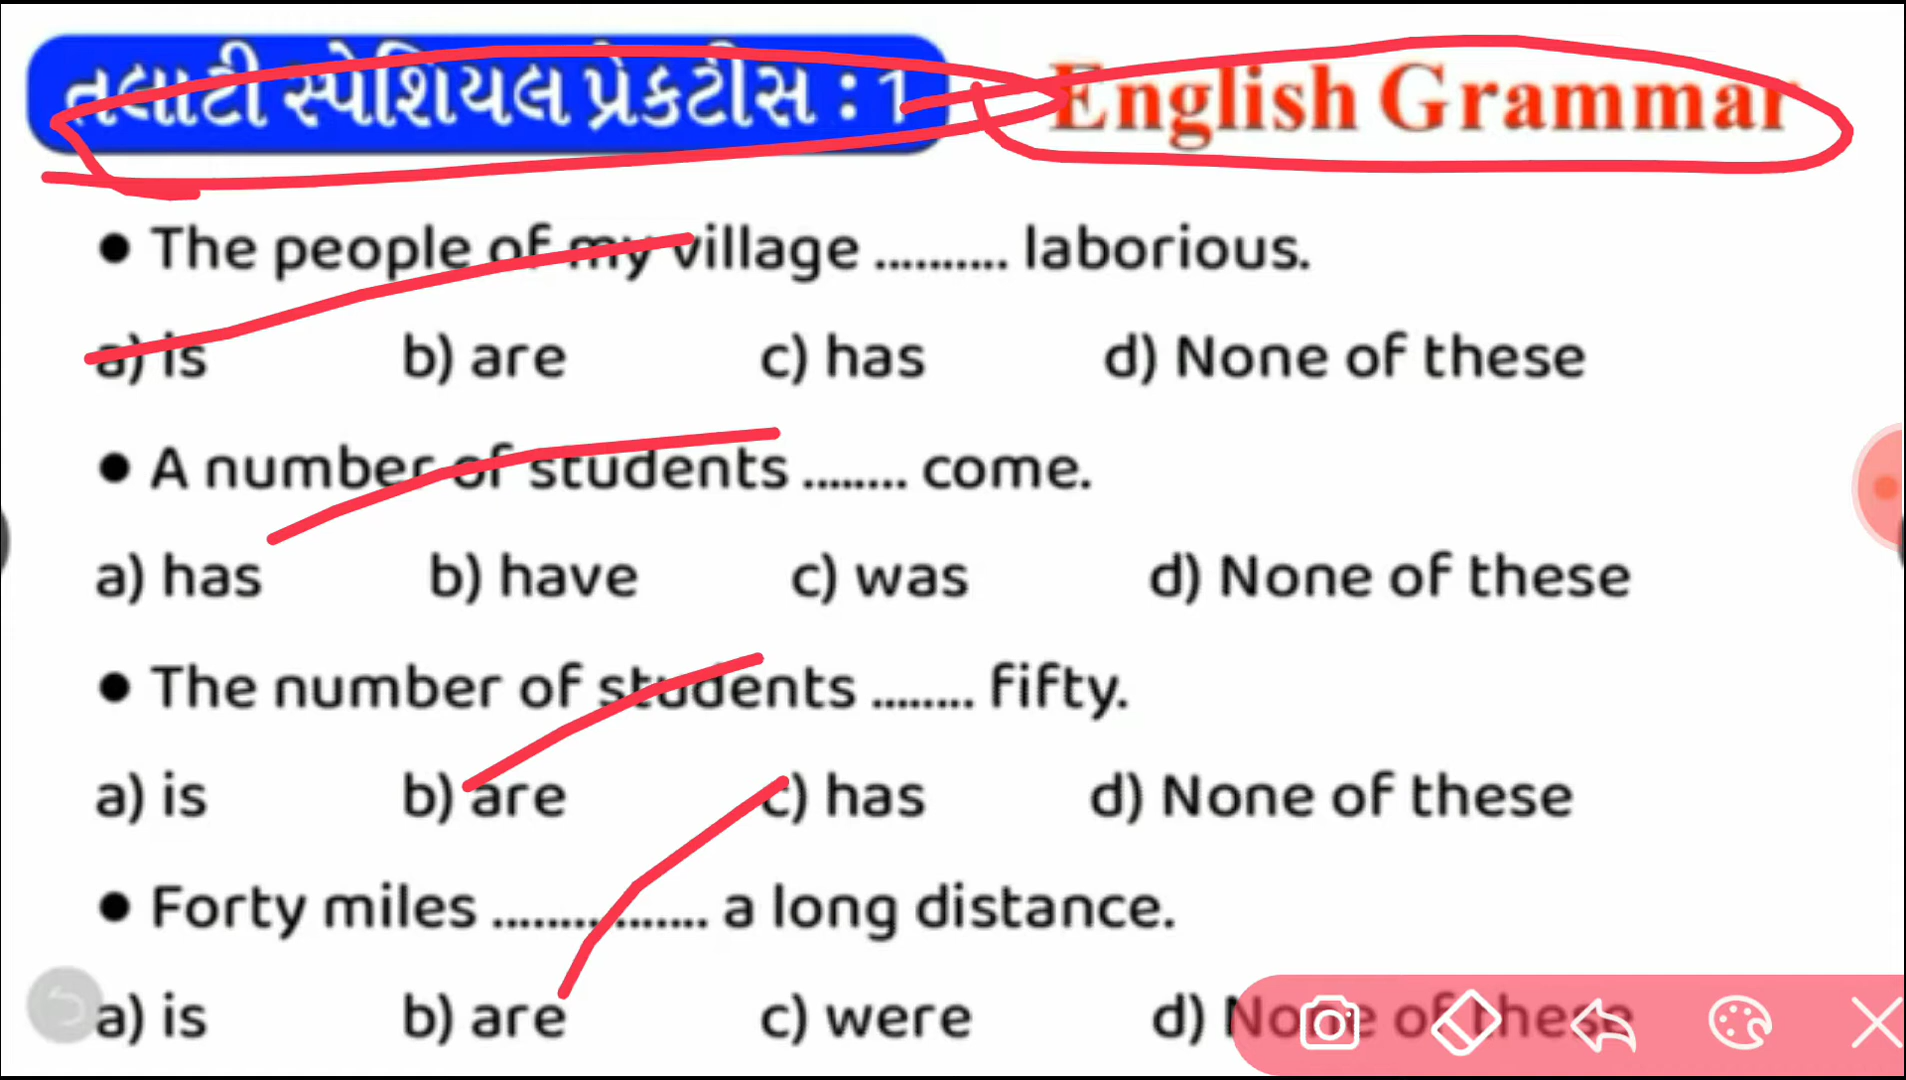 તલાટી સ્પેશિયલ પ્રેકટીસ : 1 English Grammar
● The people of my village .......... laborious.
a) is b) are c) has d) None of these
● A number of students ........ come.
a) has b) have c) was d) None of these
● The number of students ........ fifty.
a) is b) are c) has d) None of these
● Forty miles ................ a long distance.
a) is b) are c) were d) None of these